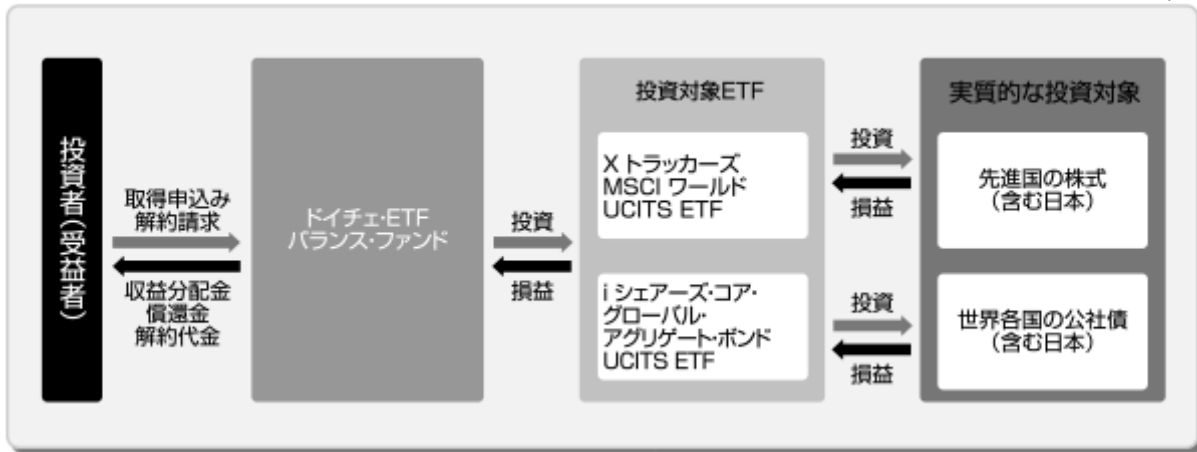 投資者(受益者)
取得申込み
解約請求
収益分配金
償還金
解約代金
ドイチェ・ETF
バランス・ファンド
投資
損益
投資対象ETF
X トラッカーズ
MSCI ワールド
UCITS ETF
i シェアーズ・コア・
グローバル・
アグリゲート・ボンド
UCITS ETF
投資
損益
投資
損益
実質的な投資対象
先進国の株式
(含む日本)
世界各国の公社債
(含む日本)